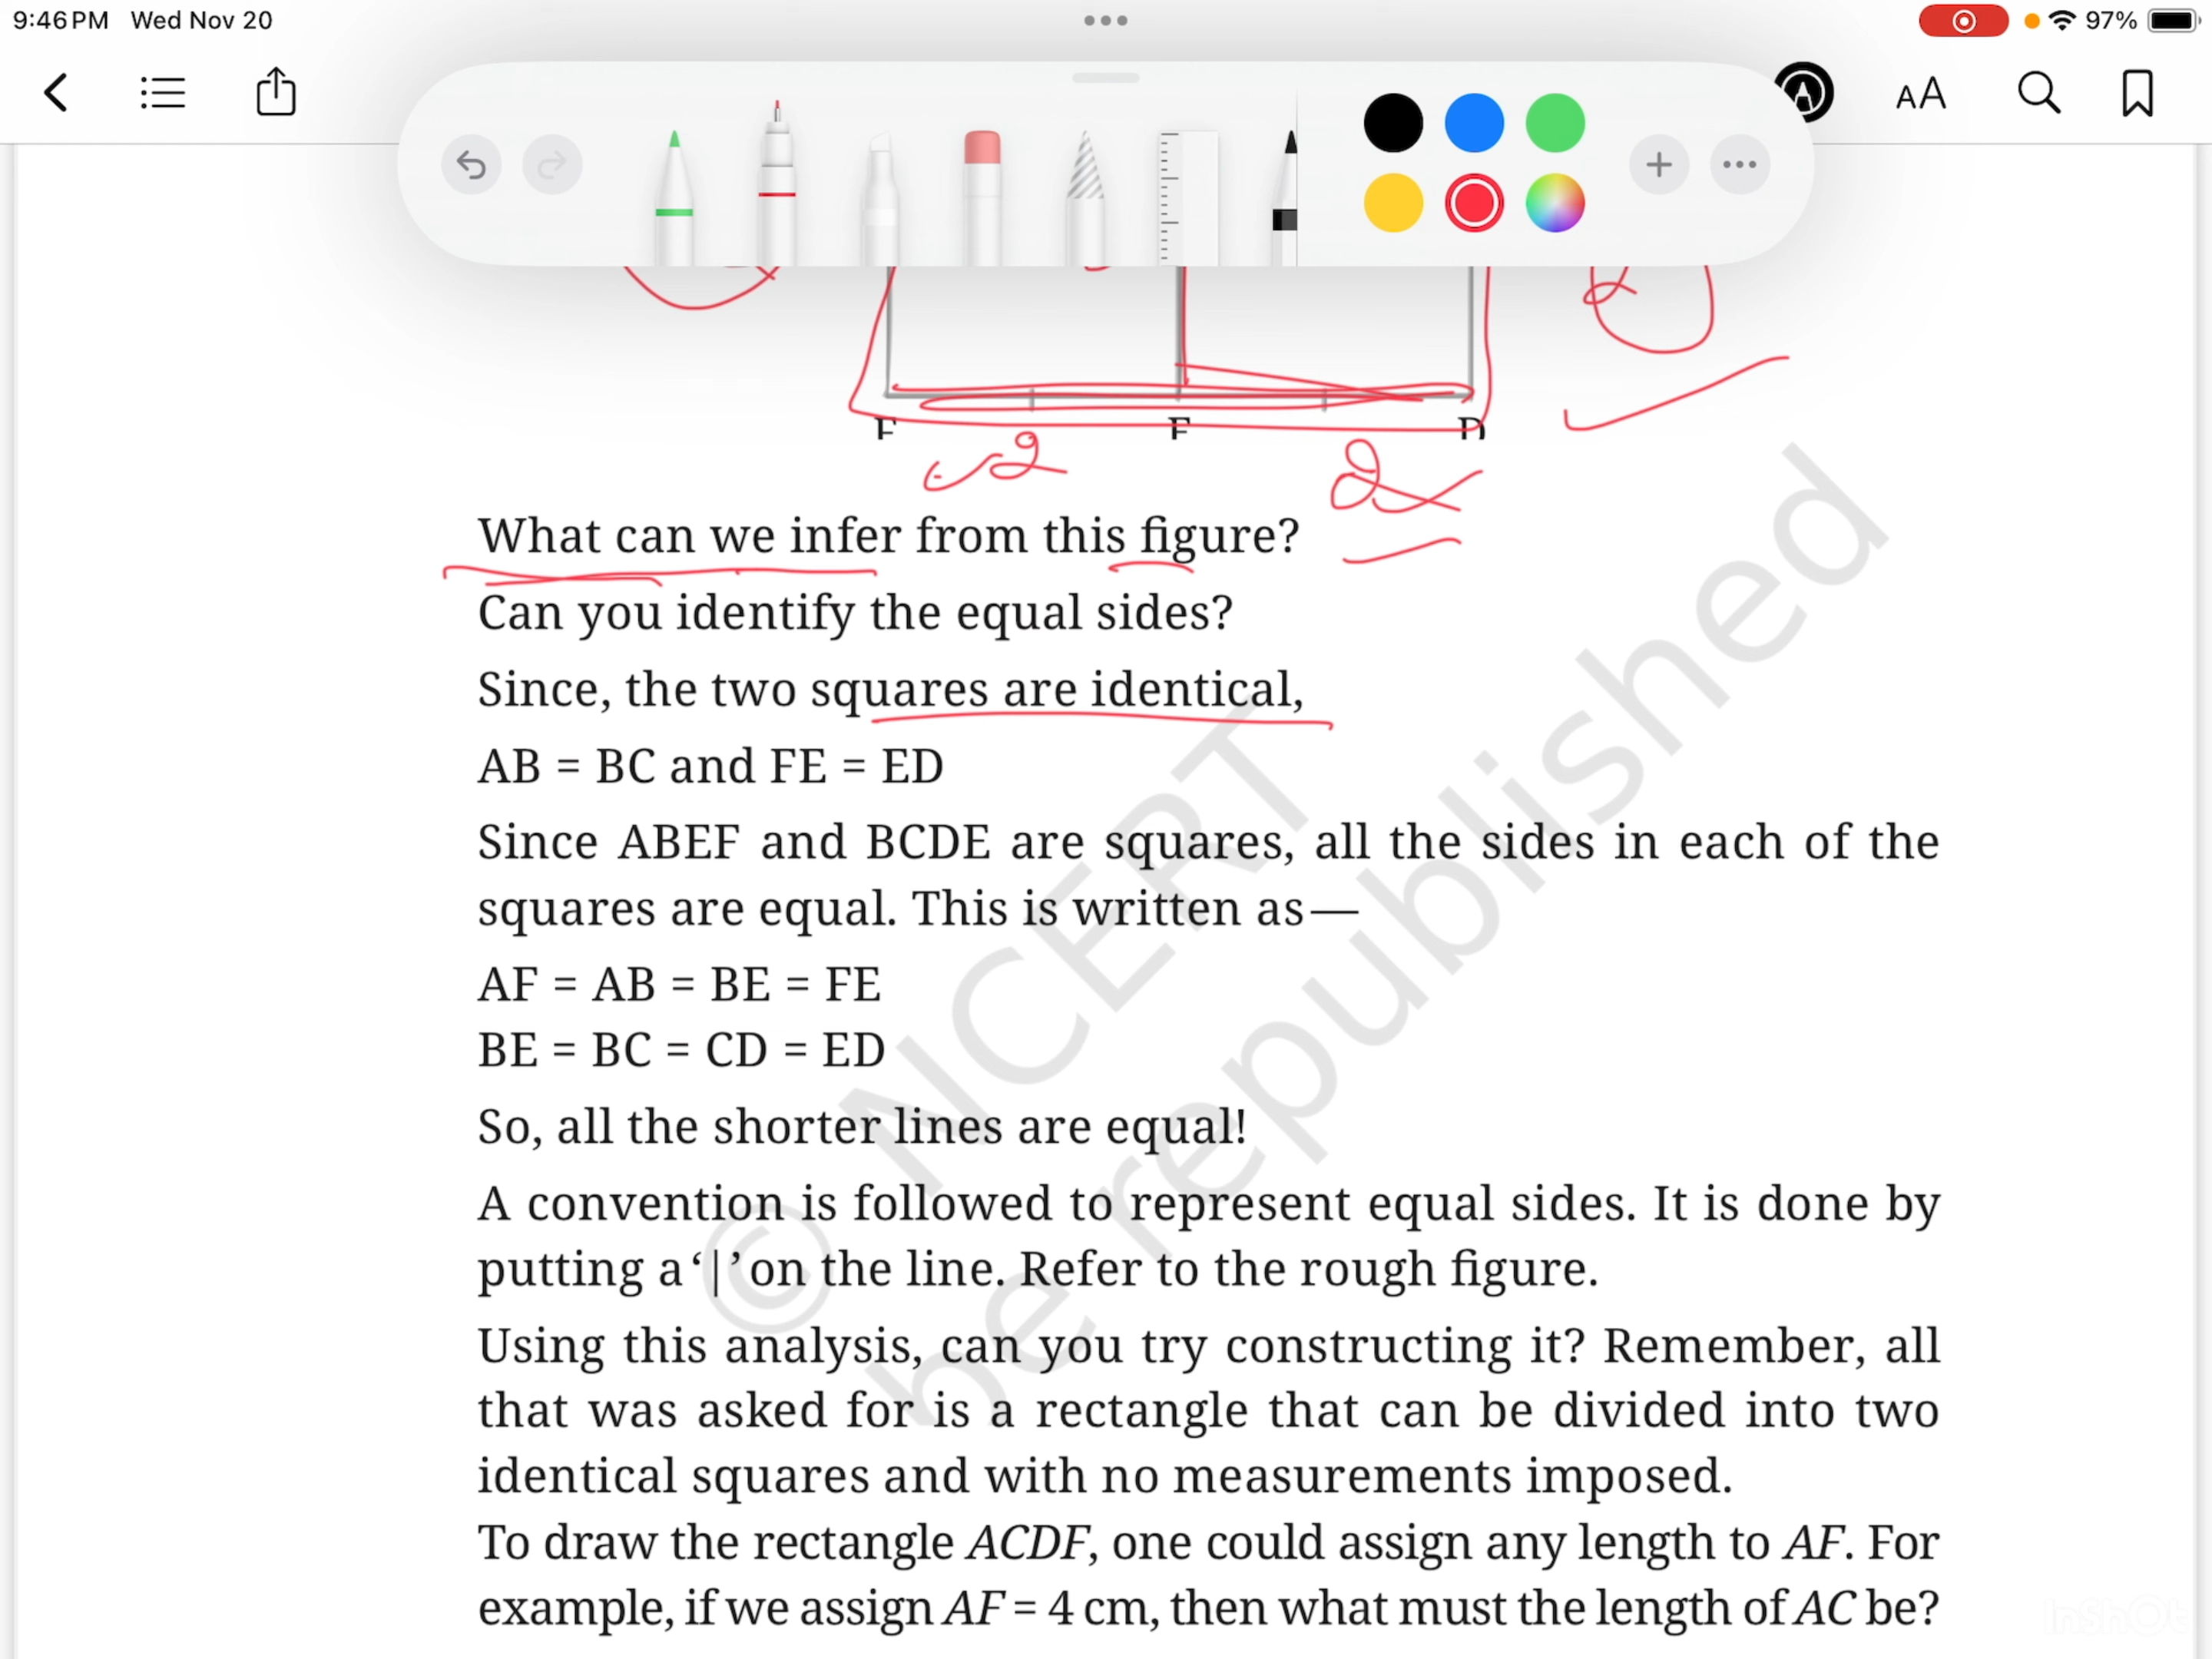 9:46 PM Wed Nov 20
97%
AA
F E D
2 2
What can we infer from this figure?
Can you identify the equal sides?
Since, the two squares are identical,
AB = BC and FE = ED
Since ABEF and BCDE are squares, all the sides in each of the
squares are equal. This is written as—
AF = AB = BE = FE
BE = BC = CD = ED
So, all the shorter lines are equal!
A convention is followed to represent equal sides. It is done by
putting a ‘|’ on the line. Refer to the rough figure.
Using this analysis, can you try constructing it? Remember, all
that was asked for is a rectangle that can be divided into two
identical squares and with no measurements imposed.
To draw the rectangle ACDF, one could assign any length to AF. For
example, if we assign AF = 4 cm, then what must the length of AC be?
© NCERT
be republished
InShOt